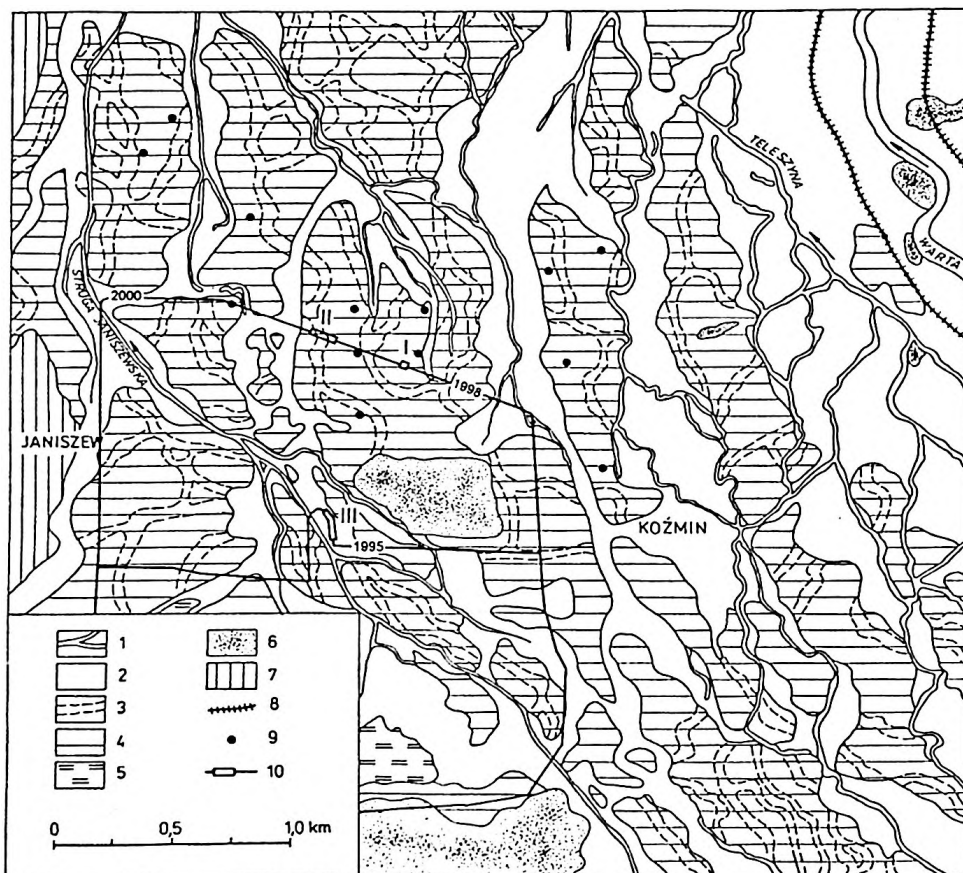 TELESZYNA
WARTA
STRUGA JANISZEWSKA
2000
II
I
1998
JANISZEW
III
1995
KOŹMIN
1
2
3
4
5
6
7
8
9
10
0 0,5 1,0 km